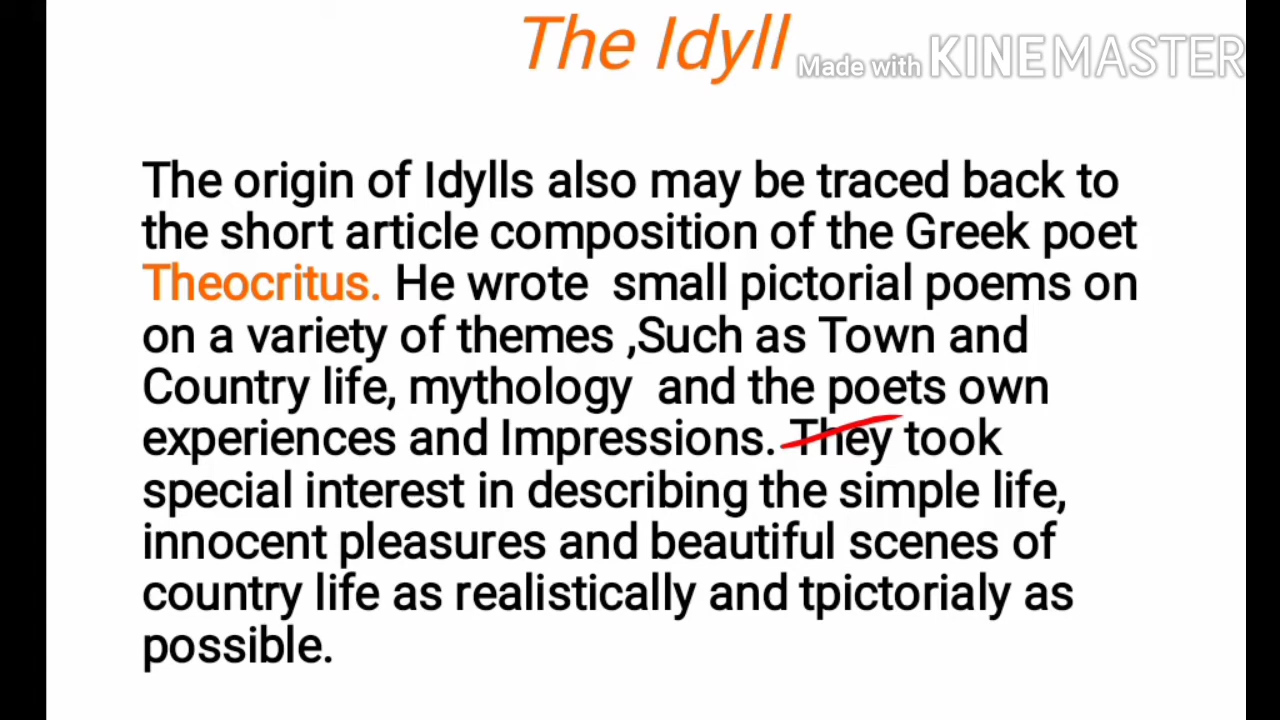 The Idyll
Made with KINEMASTER
The origin of Idylls also may be traced back to
the short article composition of the Greek poet
Theocritus. He wrote small pictorial poems on
on a variety of themes ,Such as Town and
Country life, mythology and the poets own
experiences and Impressions. They took
special interest in describing the simple life,
innocent pleasures and beautiful scenes of
country life as realistically and tpictorialy as
possible.